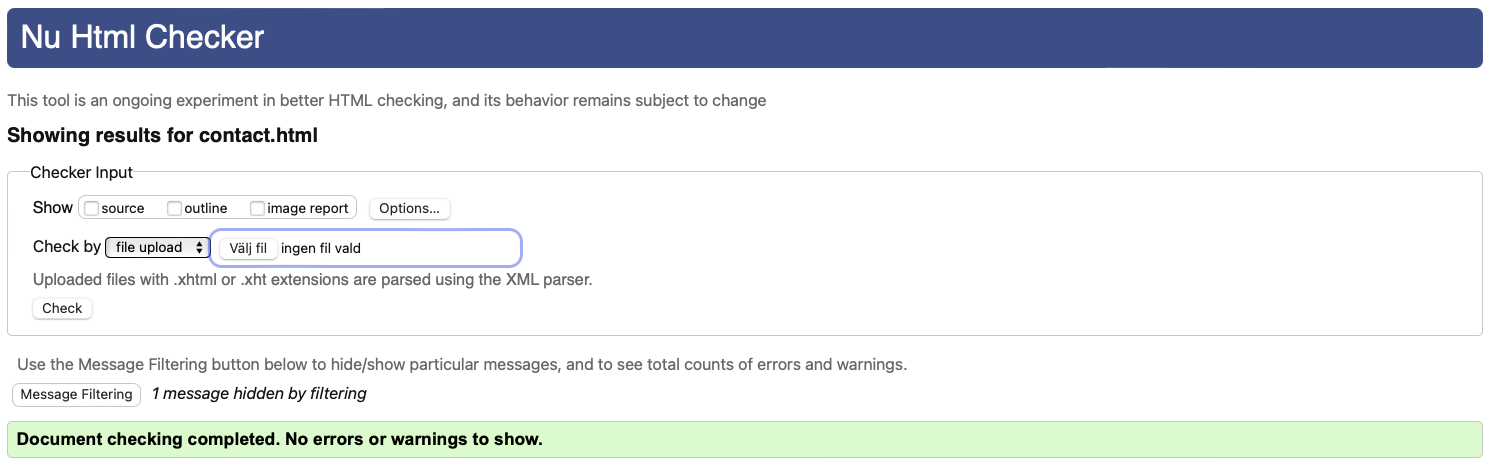 Nu Html Checker
This tool is an ongoing experiment in better HTML checking, and its behavior remains subject to change
Showing results for contact.html
Checker Input
Show source outline image report Options...
Check by file upload Välj fil ingen fil vald
Uploaded files with .xhtml or .xht extensions are parsed using the XML parser.
Check
Use the Message Filtering button below to hide/show particular messages, and to see total counts of errors and warnings.
Message Filtering 1 message hidden by filtering
Document checking completed. No errors or warnings to show.